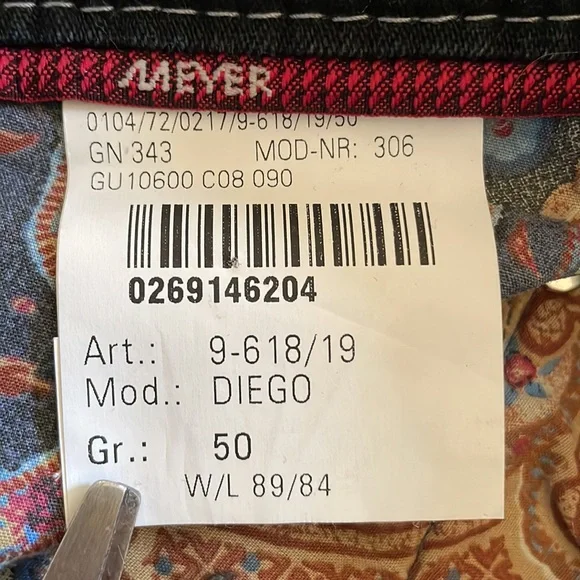 MEYER
0104/72/0217/9-618/19/50
GN 343 MOD-NR: 306
GU10600 C08 090
0269146204
Art.: 9-618/19
Mod.: DIEGO
Gr.: 50
W/L 89/84